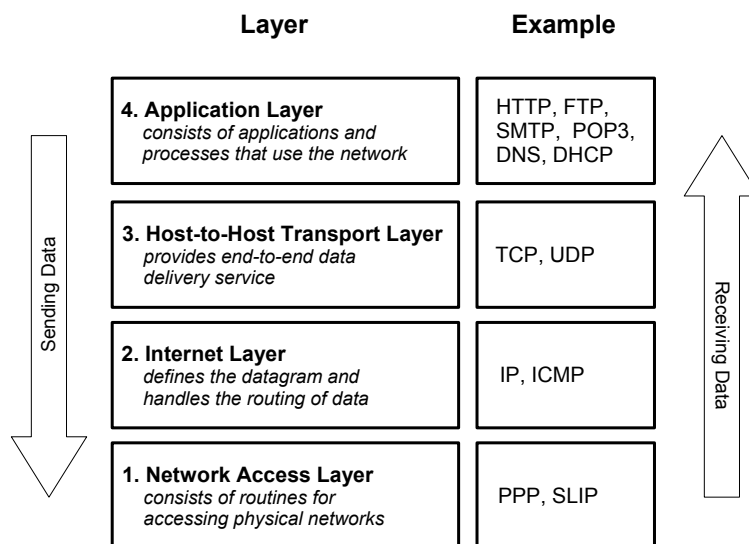 Layer
Example
4. Application Layer
consists of applications and
processes that use the network
HTTP, FTP,
SMTP, POP3,
DNS, DHCP
3. Host-to-Host Transport Layer
provides end-to-end data
delivery service
TCP, UDP
2. Internet Layer
defines the datagram and
handles the routing of data
IP, ICMP
1. Network Access Layer
consists of routines for
accessing physical networks
PPP, SLIP
Sending Data
Receiving Data